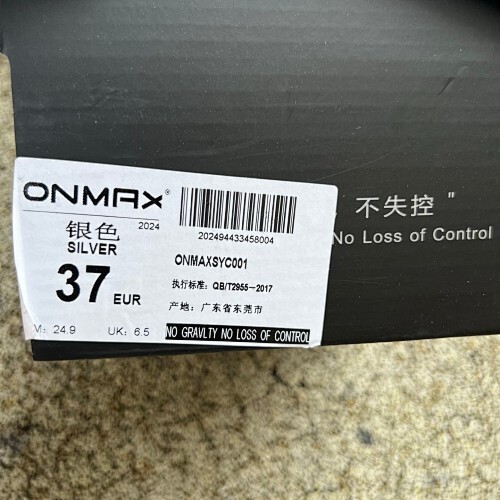 ONMAX®
2024
银色
SILVER
37 EUR
M: 24.9
UK: 6.5
202494433458004
ONMAXSYC001
执行标准: QB/T2955-2017
产地: 广东省东莞市
NO GRAVLTY NO LOSS OF CONTROL
不失控 "
No Loss of Control